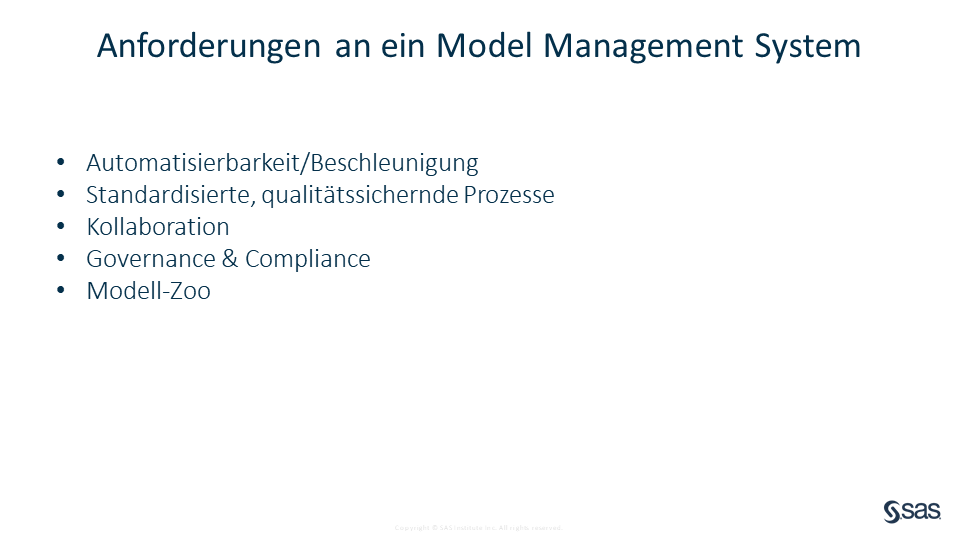 Anforderungen an ein Model Management System
• Automatisierbarkeit/Beschleunigung
• Standardisierte, qualitätssichernde Prozesse
• Kollaboration
• Governance & Compliance
• Modell-Zoo
sas
Copyright © SAS Institute Inc. All rights reserved.